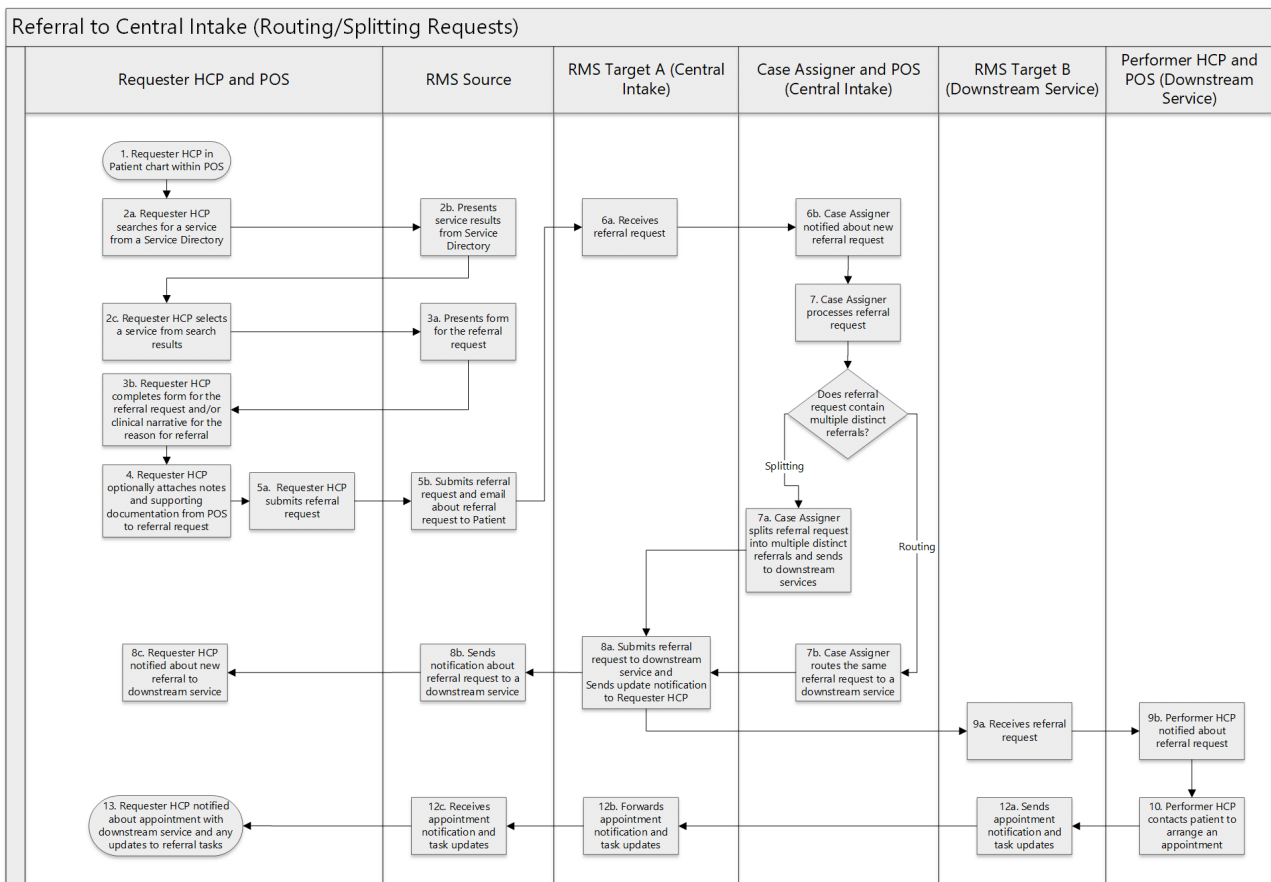 Referral to Central Intake (Routing/Splitting Requests)
Requester HCP and POS
RMS Source
RMS Target A (Central
Intake)
Case Assigner and POS
(Central Intake)
RMS Target B
(Downstream Service)
Performer HCP and
POS (Downstream
Service)
1. Requester HCP in
Patient chart within POS
2a. Requester HCP
searches for a service
from a Service Directory
2b. Presents
service results
from Service
Directory
6a. Receives
referral request
6b. Case Assigner
notified about new
referral request
2c. Requester HCP selects
a service from search
results
3a. Presents form
for the referral
request
7. Case Assigner
processes referral
request
3b. Requester HCP
completes form for the
referral request and/or
clinical narrative for the
reason for referral
Does referral
request contain
multiple distinct
referrals?
Splitting
Routing
4. Requester HCP
optionally attaches notes
and supporting
documentation from POS
to referral request
5a. Requester HCP
submits referral
request
5b. Submits referral
request and email
about referral
request to Patient
7a. Case Assigner
splits referral request
into multiple distinct
referrals and sends
to downstream
services
8c. Requester HCP
notified about new
referral to
downstream service
8b. Sends
notification about
referral request to a
downstream service
8a. Submits referral
request to downstream
service and
Sends update notification
to Requester HCP
7b. Case Assigner
routes the same
referral request to a
downstream service
9a. Receives referral
request
9b. Performer HCP
notified about
referral request
13. Requester HCP notified
about appointment with
downstream service and any
updates to referral tasks
12c. Receives
appointment
notification and
task updates
12b. Forwards
appointment
notification and
task updates
12a. Sends
appointment
notification and
task updates
10. Performer HCP
contacts patient to
arrange an
appointment